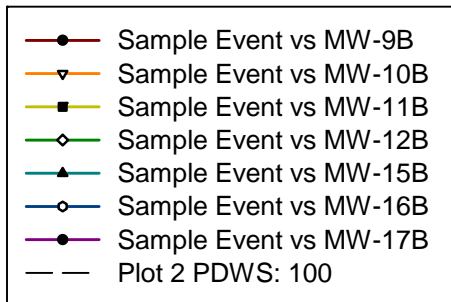 Sample Event vs MW-9B
Sample Event vs MW-10B
Sample Event vs MW-11B
Sample Event vs MW-12B
Sample Event vs MW-15B
Sample Event vs MW-16B
Sample Event vs MW-17B
Plot 2 PDWS: 100